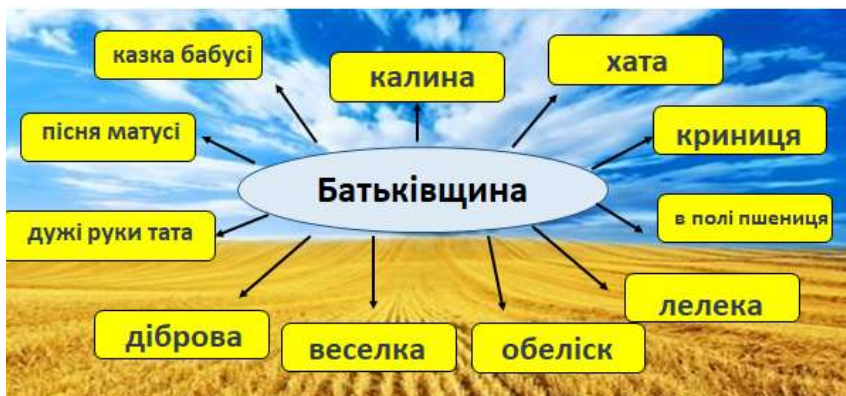 казка бабусі
калина
хата
пісня матусі
криниця
Батьківщина
дужі руки тата
в полі пшениця
діброва
веселка
обеліск
лелека